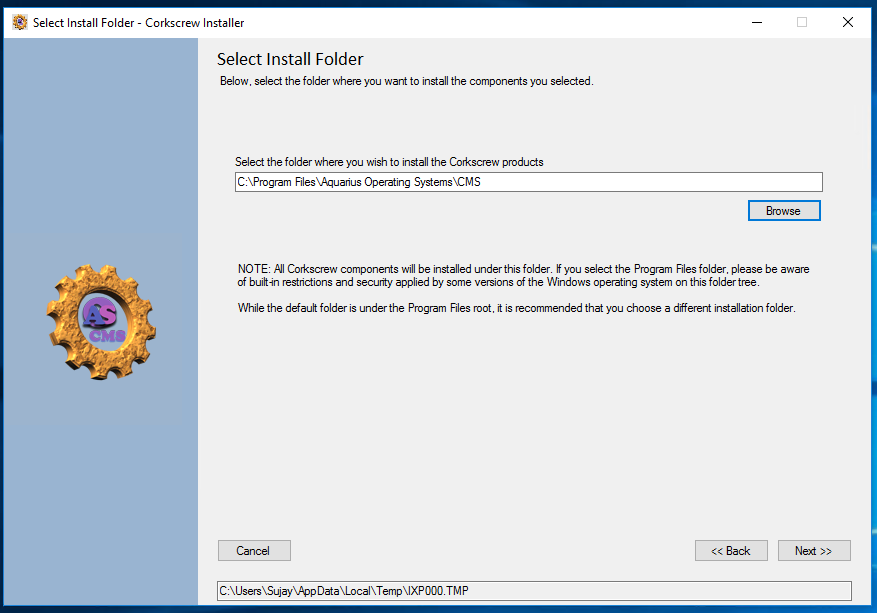 Select Install Folder - Corkscrew Installer
Select Install Folder
Below, select the folder where you want to install the components you selected.
Select the folder where you wish to install the Corkscrew products
C:\Program Files\Aquarius Operating Systems\CMS
Browse
NOTE: All Corkscrew components will be installed under this folder. If you select the Program Files folder, please be aware
of built-in restrictions and security applied by some versions of the Windows operating system on this folder tree.
While the default folder is under the Program Files root, it is recommended that you choose a different installation folder.
AS
CMS
Cancel
<< Back
Next >>
C:\Users\Sujay\AppData\Local\Temp\IXP000.TMP